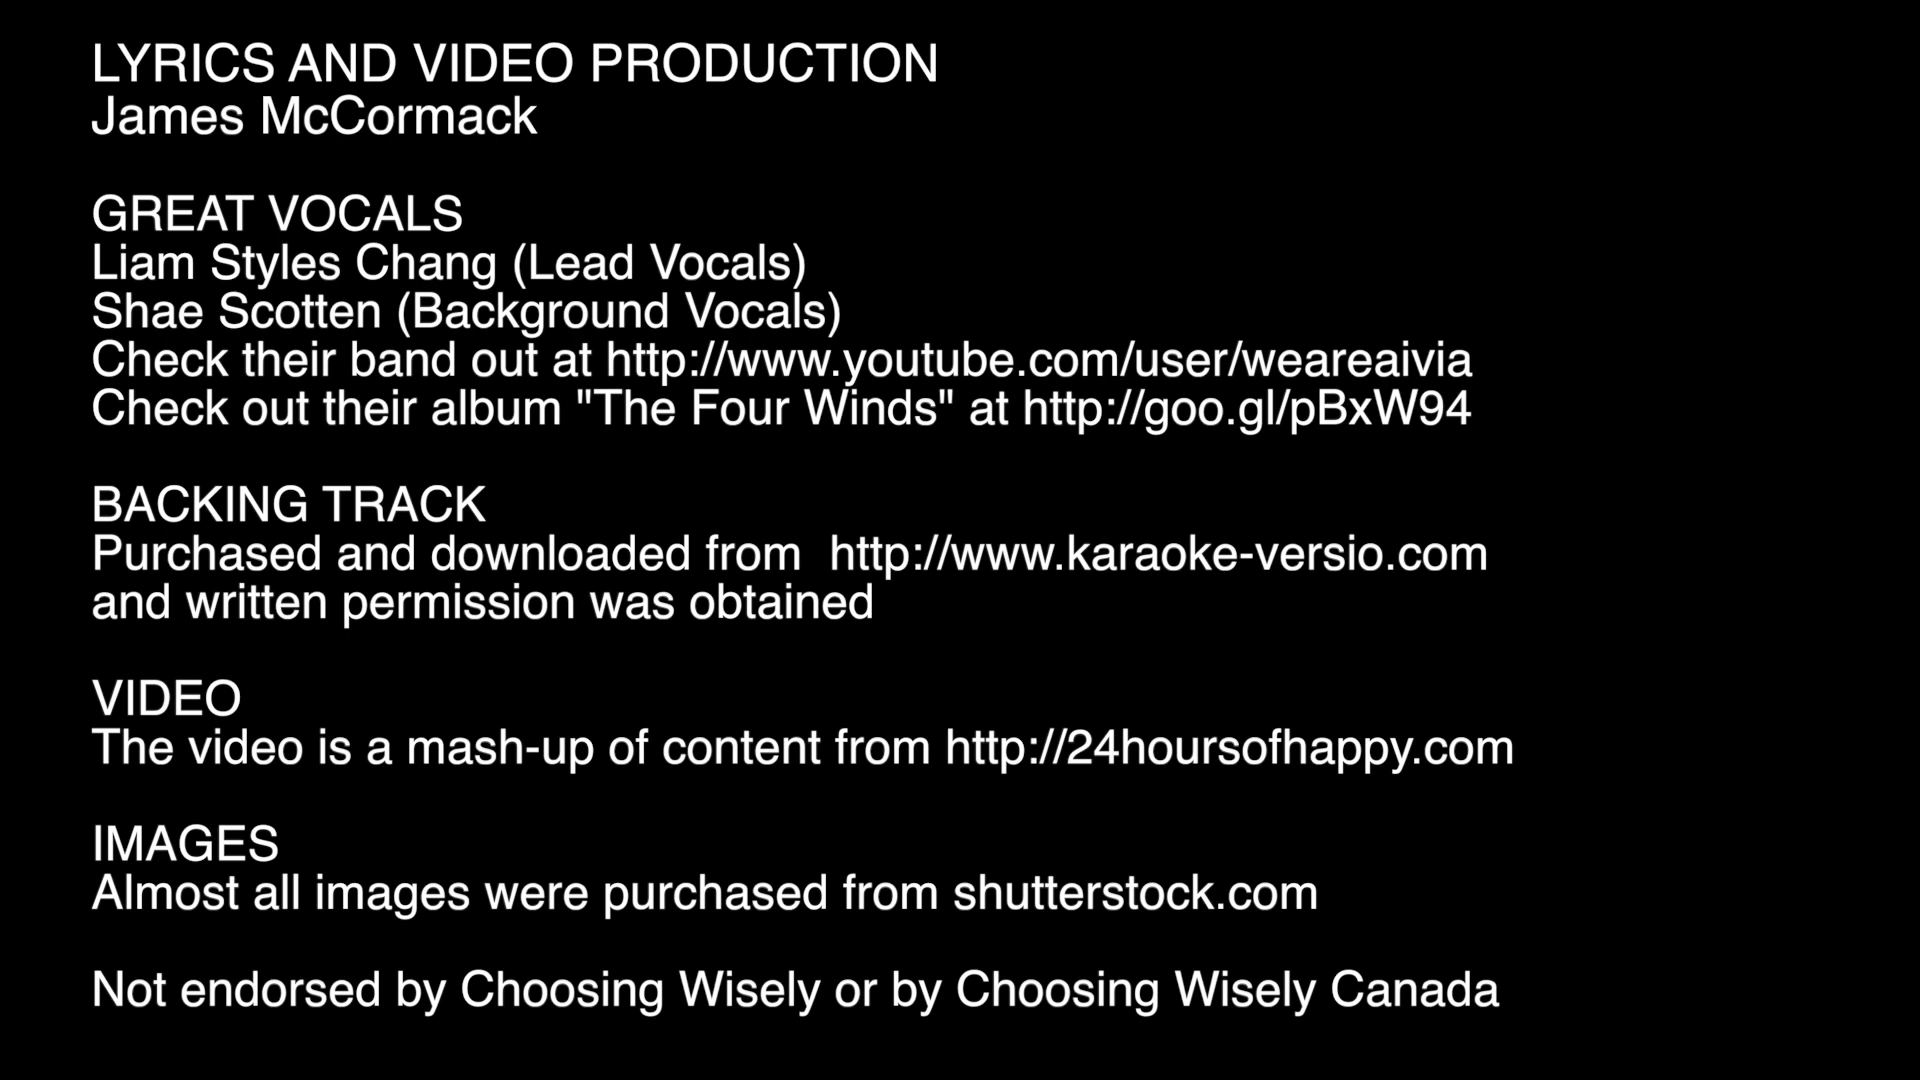 LYRICS AND VIDEO PRODUCTION
James McCormack
GREAT VOCALS
Liam Styles Chang (Lead Vocals)
Shae Scotten (Background Vocals)
Check their band out at http://www.youtube.com/user/weareaivia
Check out their album "The Four Winds" at http://goo.gl/pBxW94
BACKING TRACK
Purchased and downloaded from  http://www.karaoke-versio.com
and written permission was obtained
VIDEO
The video is a mash-up of content from http://24hoursofhappy.com
IMAGES
Almost all images were purchased from shutterstock.com
Not endorsed by Choosing Wisely or by Choosing Wisely Canada